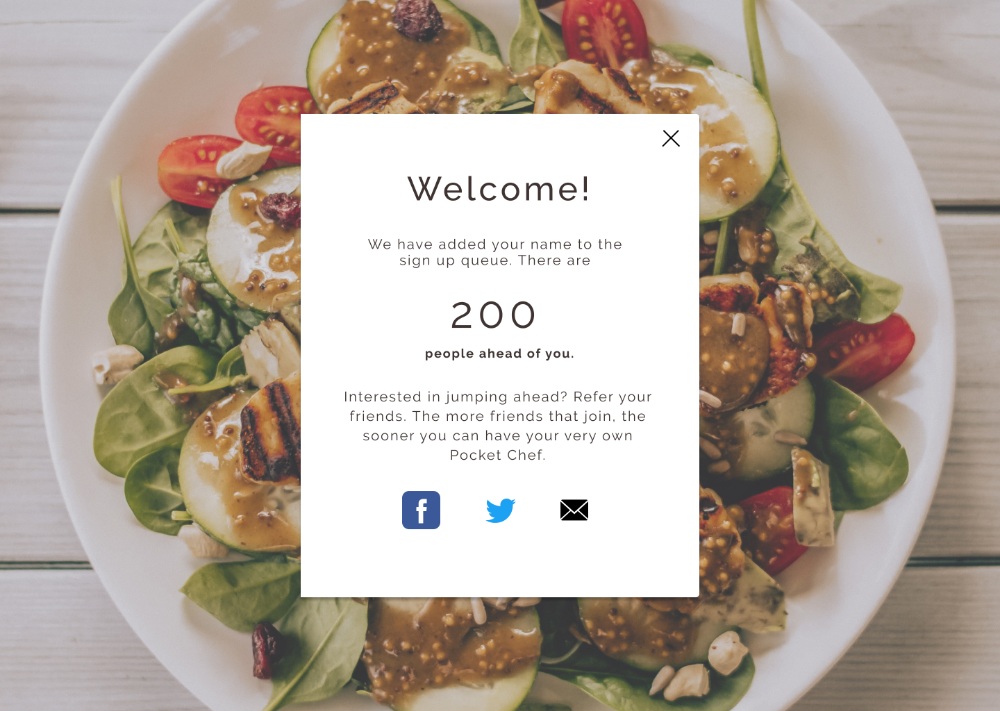 Welcome!
We have added your name to the
sign up queue. There are
200
people ahead of you.
Interested in jumping ahead? Refer your
friends. The more friends that join, the
sooner you can have your very own
Pocket Chef.